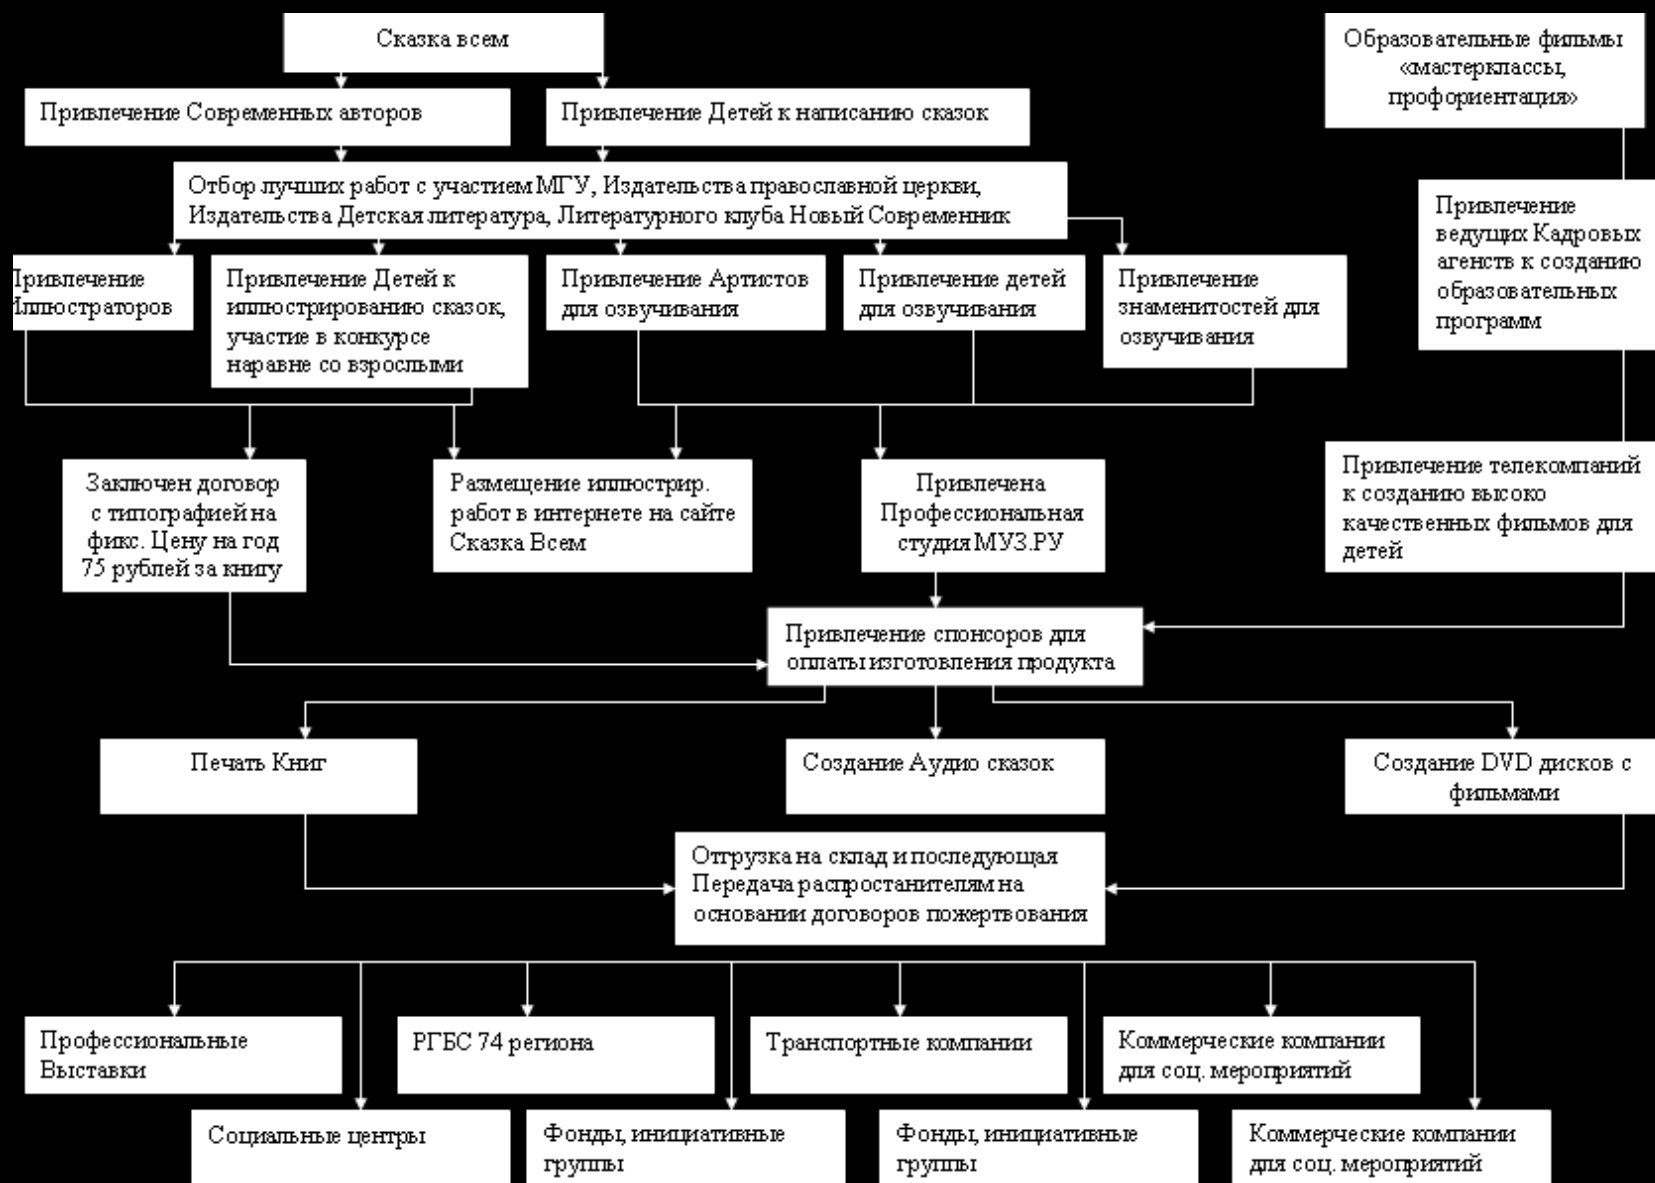 Сказка всем
Образовательные фильмы
«мастерклассы,
профориентация»
Привлечение Современных авторов
Привлечение Детей к написанию сказок
Отбор лучших работ с участием МГУ, Издательства православной церкви,
Издательства Детская литература, Литературного клуба Новый Современник
Привлечение
ведущих Кадровых
агенств к созданию
образовательных
программ
Привлечение
Иллюстраторов
Привлечение Детей к
иллюстрированию сказок,
участие в конкурсе
наравне со взрослыми
Привлечение Артистов
для озвучивания
Привлечение детей
для озвучивания
Привлечение
знаменитостей для
озвучивания
Заключен договор
с типографией на
фикс. Цену на год
75 рублей за книгу
Размещение иллюстрир.
работ в интернете на сайте
Сказка Всем
Привлечена
Профессиональная
студия МУЗ.РУ
Привлечение телекомпаний
к созданию высоко
качественных фильмов для
детей
Привлечение спонсоров для
оплаты изготовления продукта
Печать Книг
Создание Аудио сказок
Создание DVD дисков с
фильмами
Отгрузка на склад и последующая
Передача распростанителям на
основании договоров пожертвования
Профессиональные
Выставки
РГБС 74 региона
Транспортные компании
Коммерческие компании
для соц. мероприятий
Социальные центры
Фонды, инициативные
группы
Фонды, инициативные
группы
Коммерческие компании
для соц. мероприятий